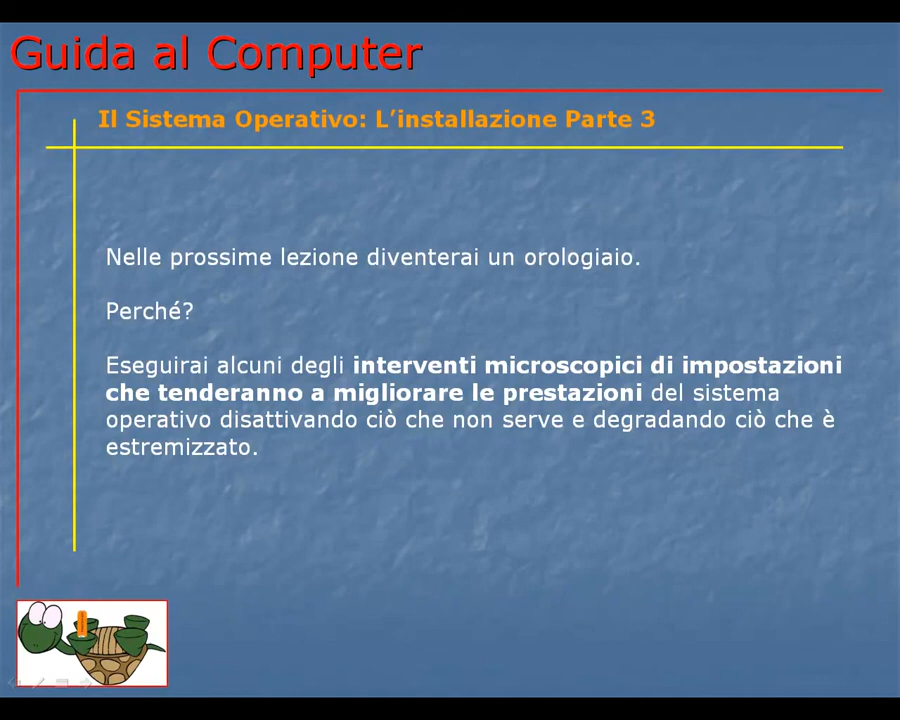 Guida al Computer
Il Sistema Operativo: L’installazione Parte 3
Nelle prossime lezione diventerai un orologiaio.
Perché?
Eseguirai alcuni degli interventi microscopici di impostazioni
che tenderanno a migliorare le prestazioni del sistema
operativo disattivando ciò che non serve e degradando ciò che è
estremizzato.